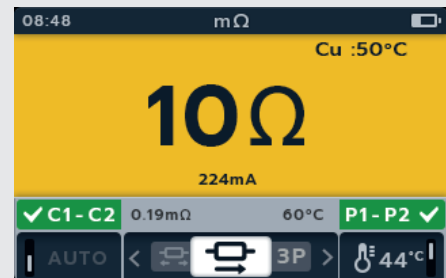 08:48 mΩ
Cu :50°C
10Ω
224mA
C1-C2 0.19mΩ 60°C P1-P2
AUTO < 3P > 44°C